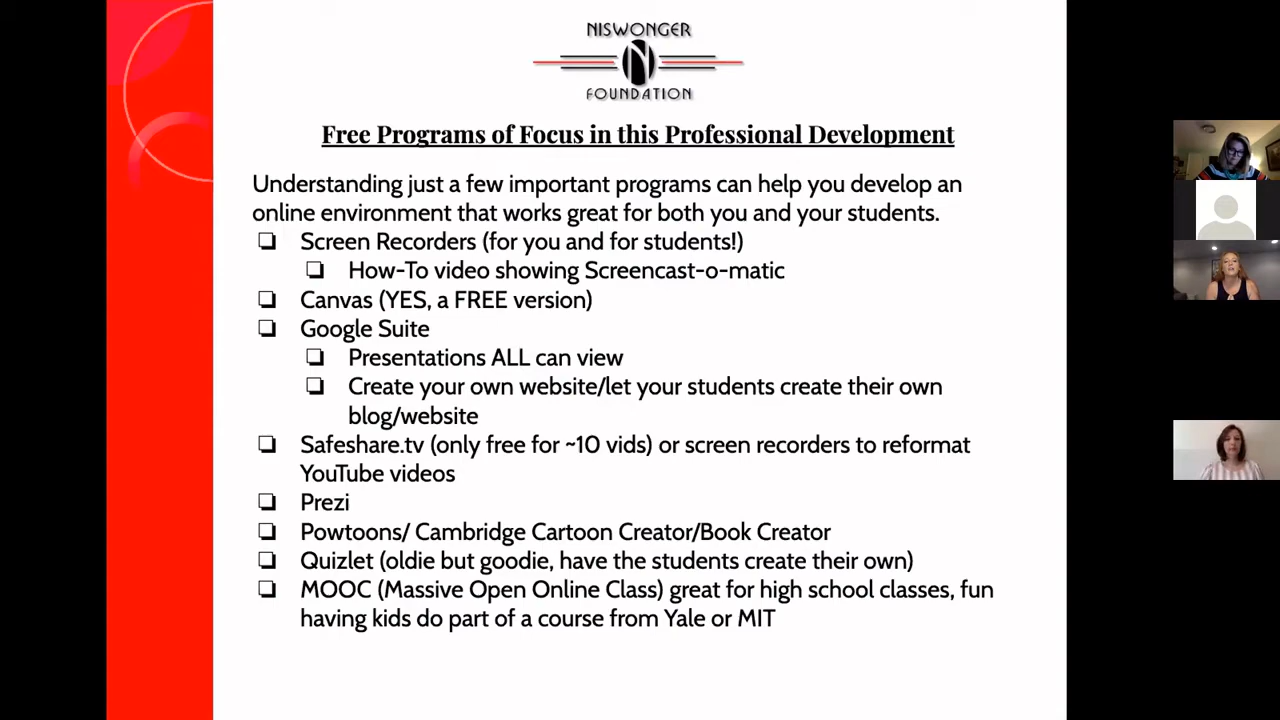 NISWONGER
N
FOUNDATION
Free Programs of Focus in this Professional Development
Understanding just a few important programs can help you develop an
online environment that works great for both you and your students.
❏ Screen Recorders (for you and for students!)
❏ How-To video showing Screencast-o-matic
❏ Canvas (YES, a FREE version)
❏ Google Suite
❏ Presentations ALL can view
❏ Create your own website/let your students create their own
blog/website
❏ Safeshare.tv (only free for ~10 vids) or screen recorders to reformat
YouTube videos
❏ Prezi
❏ Powtoons/ Cambridge Cartoon Creator/Book Creator
❏ Quizlet (oldie but goodie, have the students create their own)
❏ MOOC (Massive Open Online Class) great for high school classes, fun
having kids do part of a course from Yale or MIT